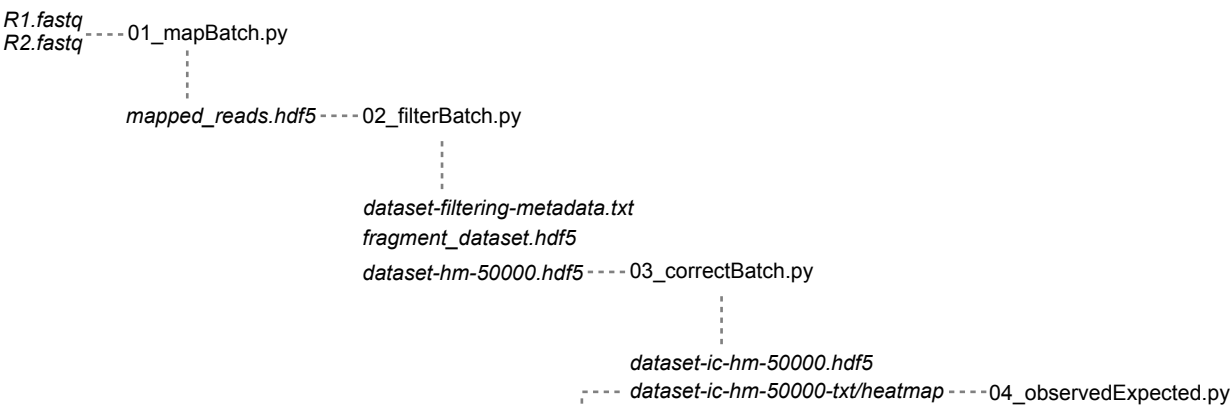 R1.fastq
R2.fastq
01_mapBatch.py
mapped_reads.hdf5
02_filterBatch.py
dataset-filtering-metadata.txt
fragment_dataset.hdf5
dataset-hm-50000.hdf5
03_correctBatch.py
dataset-ic-hm-50000.hdf5
dataset-ic-hm-50000-txt/heatmap
04_observedExpected.py